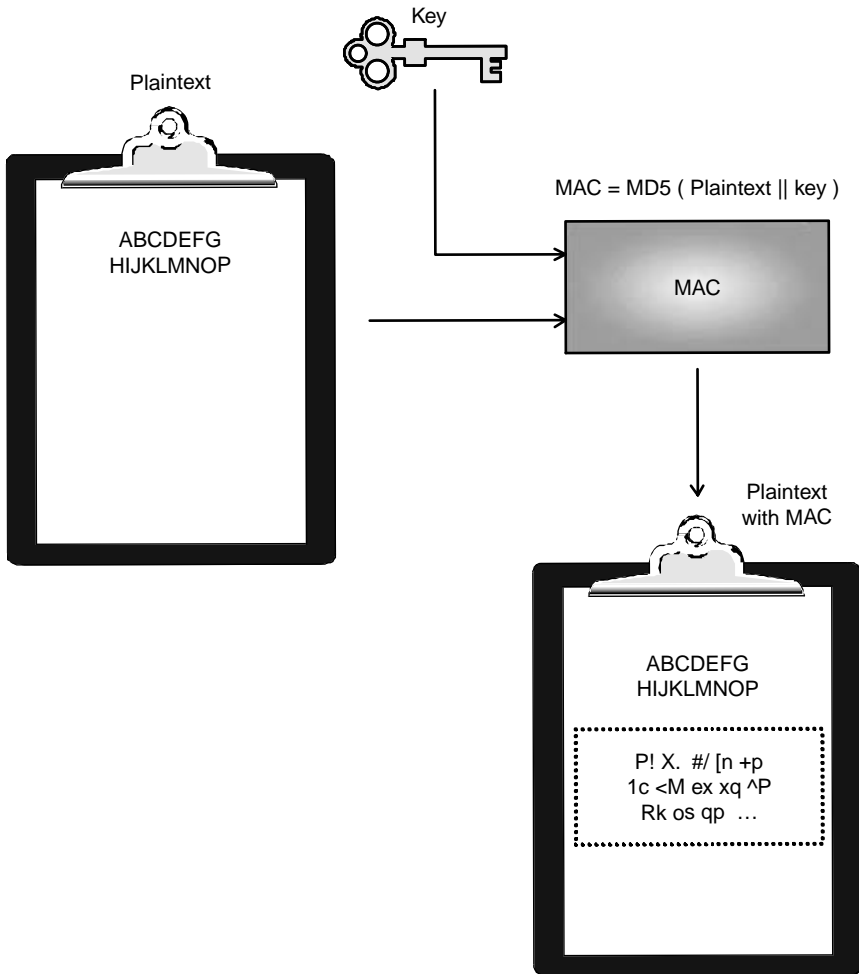 Key
Plaintext
MAC = MD5 ( Plaintext || key )
ABCDEFG
HIJKLMNOP
MAC
Plaintext
with MAC
ABCDEFG
HIJKLMNOP
P! X. #/ [n +p
1c <M ex xq ^P
Rk os qp …